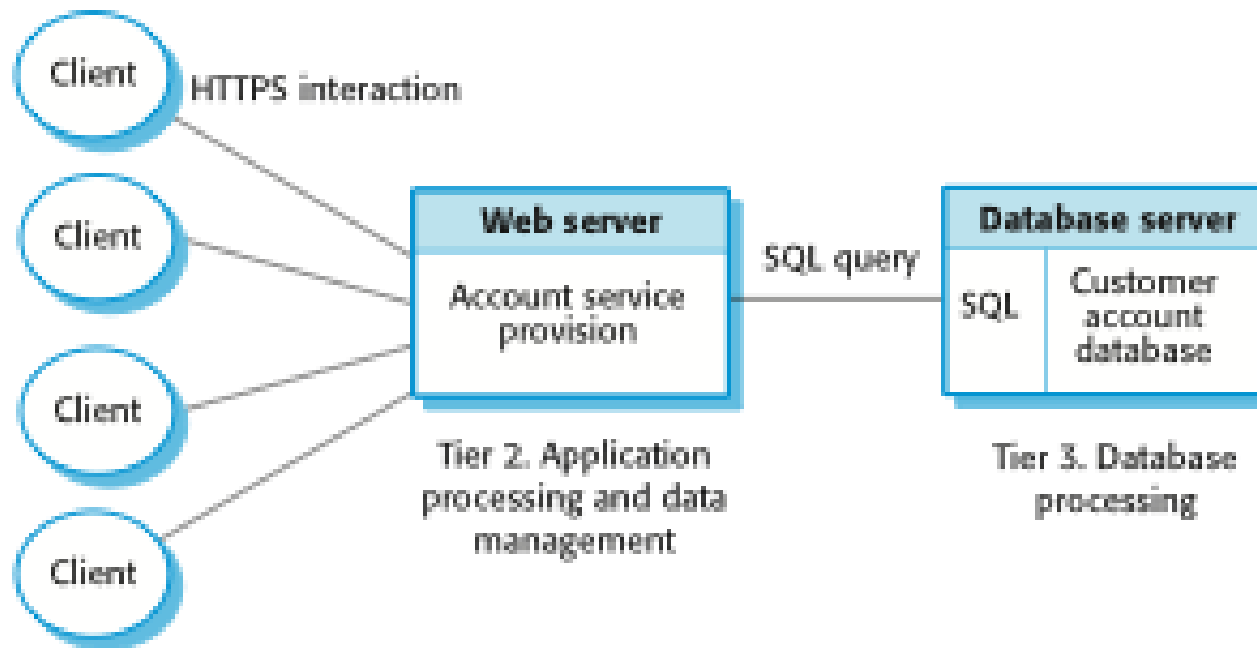 Client
HTTPS interaction
Client
Client
Client
Web server
Account service
provision
Tier 2. Application
processing and data
management
SQL query
Database server
SQL
Customer
account
database
Tier 3. Database
processing